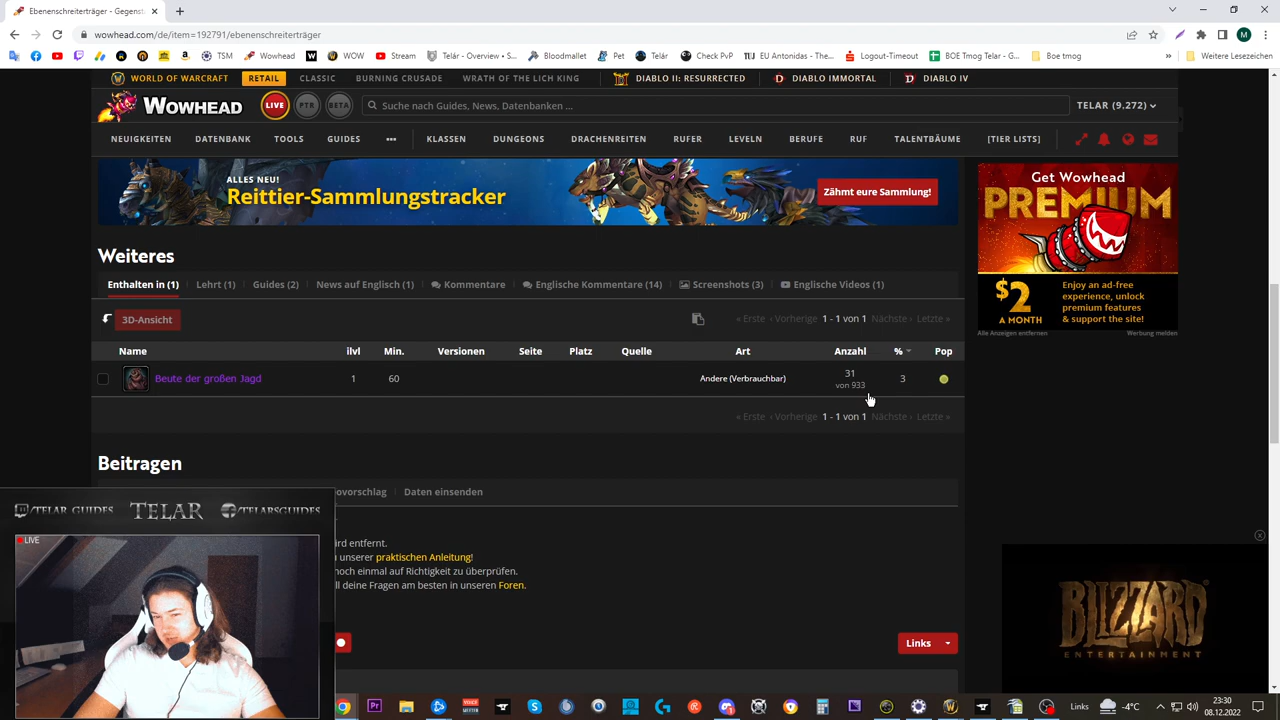 Ebenenschreiterträger - Gegenst
wowhead.com/de/item=192791/ebenenschreiterträger
M
TSM
Wowhead
WOW
Stream
Telár - Overview • S...
Bloodmallet
Pet
Telár
Check PvP
EU Antonidas - Th...
Logout-Timeout
BOE Tmog Telar - G...
Boe tmog
»
Weitere Lesezeichen
WORLD OF WARCRAFT
RETAIL
CLASSIC
BURNING CRUSADE
WRATH OF THE LICH KING
DIABLO II: RESURRECTED
DIABLO IMMORTAL
DIABLO IV
WOWHEAD
LIVE
PTR
BETA
Suche nach Guides, News, Datenbanken ...
TELAR (9.272)
NEUIGKEITEN
DATENBANK
TOOLS
GUIDES
•••
KLASSEN
DUNGEONS
DRACHENREITEN
RUFER
LEVELN
BERUFE
RUF
TALENTBÄUME
[TIER LISTS]
ALLES NEU!
Reittier-Sammlungstracker
Zähmt eure Sammlung!
Get Wowhead
PREMIUM
$2
A MONTH
Enjoy an ad-free
experience, unlock
premium features
& support the site!
Alle Anzeigen entfernen
Werbung melden
Weiteres
Enthalten in (1)
Lehrt (1)
Guides (2)
News auf Englisch (1)
Kommentare
Englische Kommentare (14)
Screenshots (3)
Englische Videos (1)
3D-Ansicht
« Erste ‹ Vorherige 1 - 1 von 1 Nächste › Letzte »
Name
ilvl
Min.
Versionen
Seite
Platz
Quelle
Art
Anzahl
%
Pop
Beute der großen Jagd
1
60
Andere (Verbrauchbar)
31
von 933
3
« Erste ‹ Vorherige 1 - 1 von 1 Nächste › Letzte »
Beitragen
ovorschlag
Daten einsenden
ird entfernt.
unserer praktischen Anleitung!
noch einmal auf Richtigkeit zu überprüfen.
ll deine Fragen am besten in unseren Foren.
Links
/TELAR GUIDES
TELAR
/TELARSGUIDES
LIVE
BLIZZARD
ENTERTAINMENT
Links
-4°C
23:30
08.12.2022